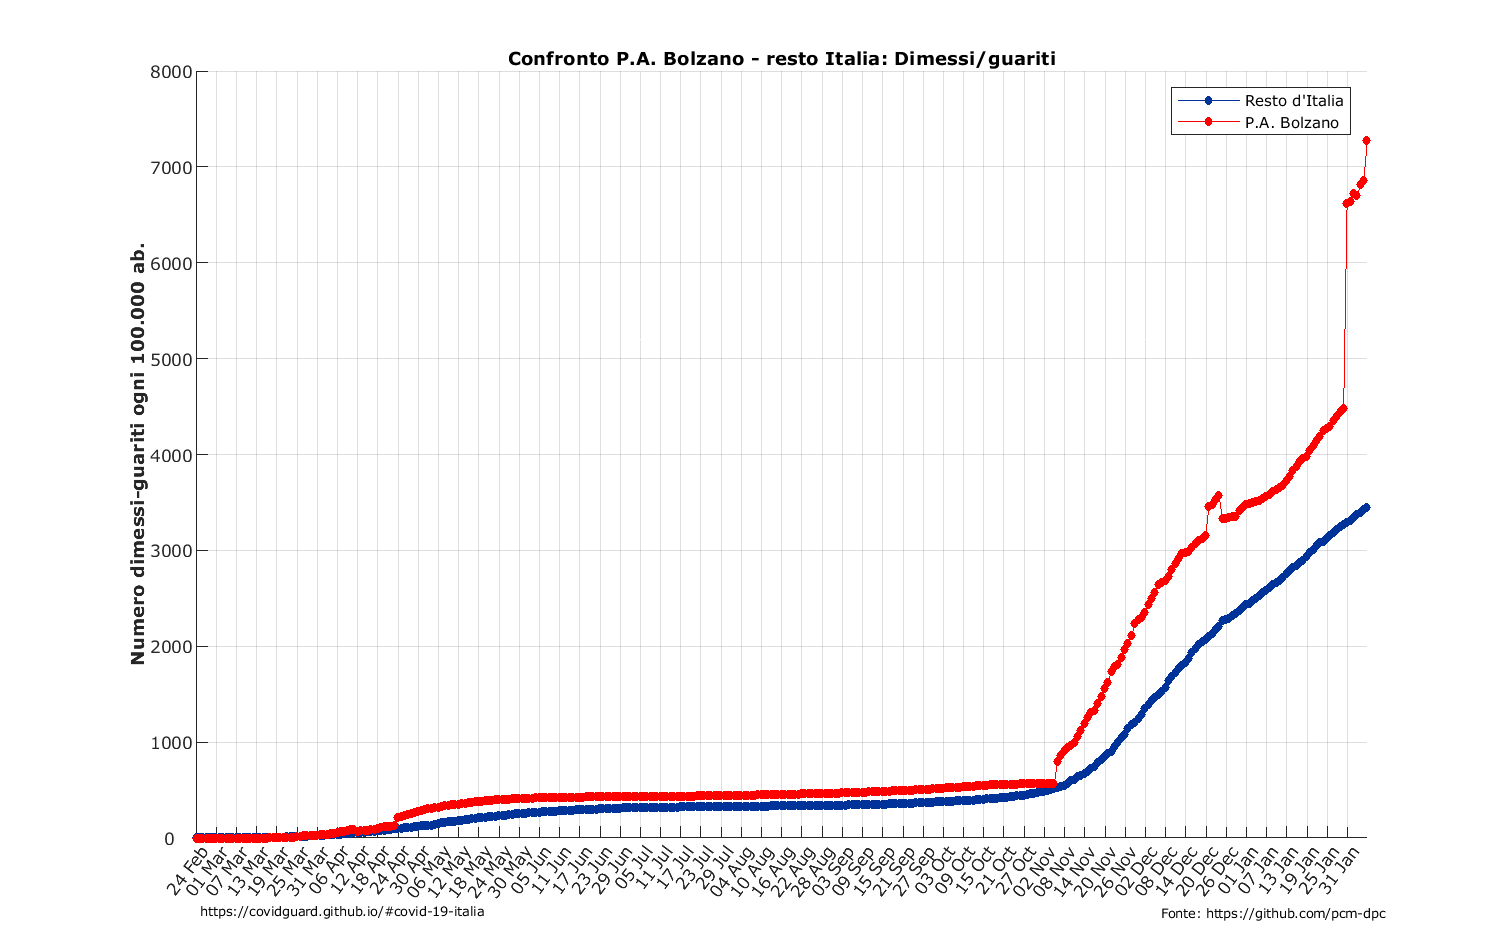 Confronto P.A. Bolzano - resto Italia: Dimessi/guariti
Resto d'Italia
P.A. Bolzano
Numero dimessi-guariti ogni 100.000 ab.
8000
7000
6000
5000
4000
3000
2000
1000
0
24 Feb
01 Mar
07 Mar
13 Mar
19 Mar
25 Mar
31 Mar
06 Apr
12 Apr
18 Apr
24 Apr
30 Apr
06 May
12 May
18 May
24 May
30 May
05 Jun
11 Jun
17 Jun
23 Jun
29 Jun
05 Jul
11 Jul
17 Jul
23 Jul
29 Jul
04 Aug
10 Aug
16 Aug
22 Aug
28 Aug
03 Sep
09 Sep
15 Sep
21 Sep
27 Sep
03 Oct
09 Oct
15 Oct
21 Oct
27 Oct
02 Nov
08 Nov
14 Nov
20 Nov
26 Nov
02 Dec
08 Dec
14 Dec
20 Dec
26 Dec
01 Jan
07 Jan
13 Jan
19 Jan
25 Jan
31 Jan
https://covidguard.github.io/#covid-19-italia
Fonte: https://github.com/pcm-dpc